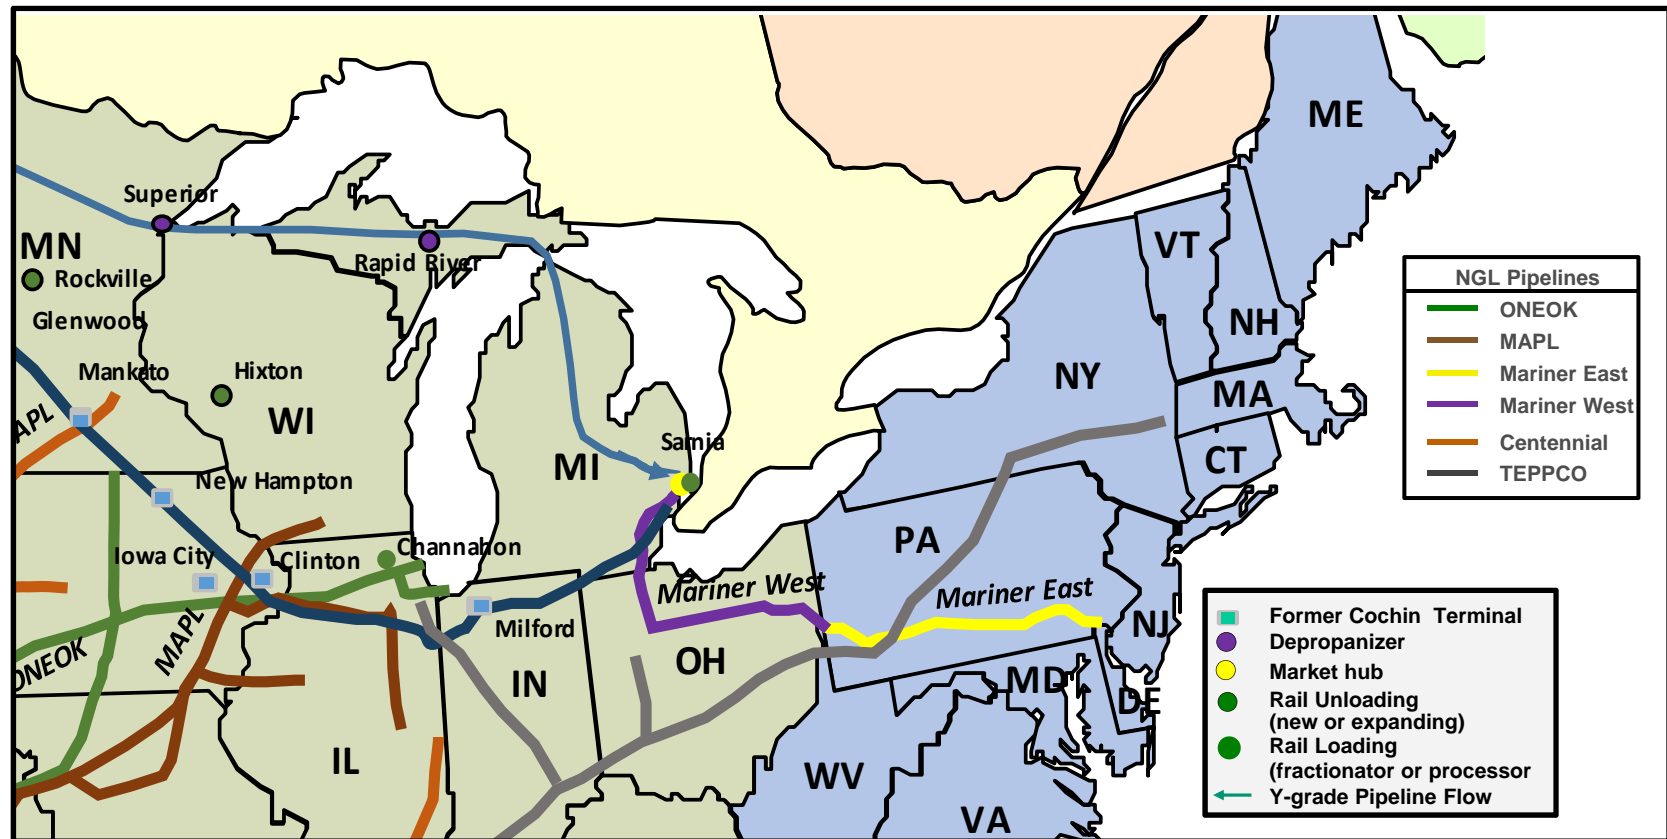 ME
Superior
MN
VT
Rapid River
Rockville
NGL Pipelines
Glenwood
ONEOK
NH
MAPL
Mankato
Hixton
NY
Mariner East
MA
Mariner West
APL
WI
Sarnia
Centennial
MI
CT
TEPPCO
New Hampton
PA
Iowa City
Clinton
Channahon
Mariner West
Mariner East
MAPL
Milford
NJ
ONEOK
IN
OH
MD
DE
IL
WV
VA
Former Cochin Terminal
Depropanizer
Market hub
Rail Unloading
(new or expanding)
Rail Loading
(fractionator or processor
Y-grade Pipeline Flow